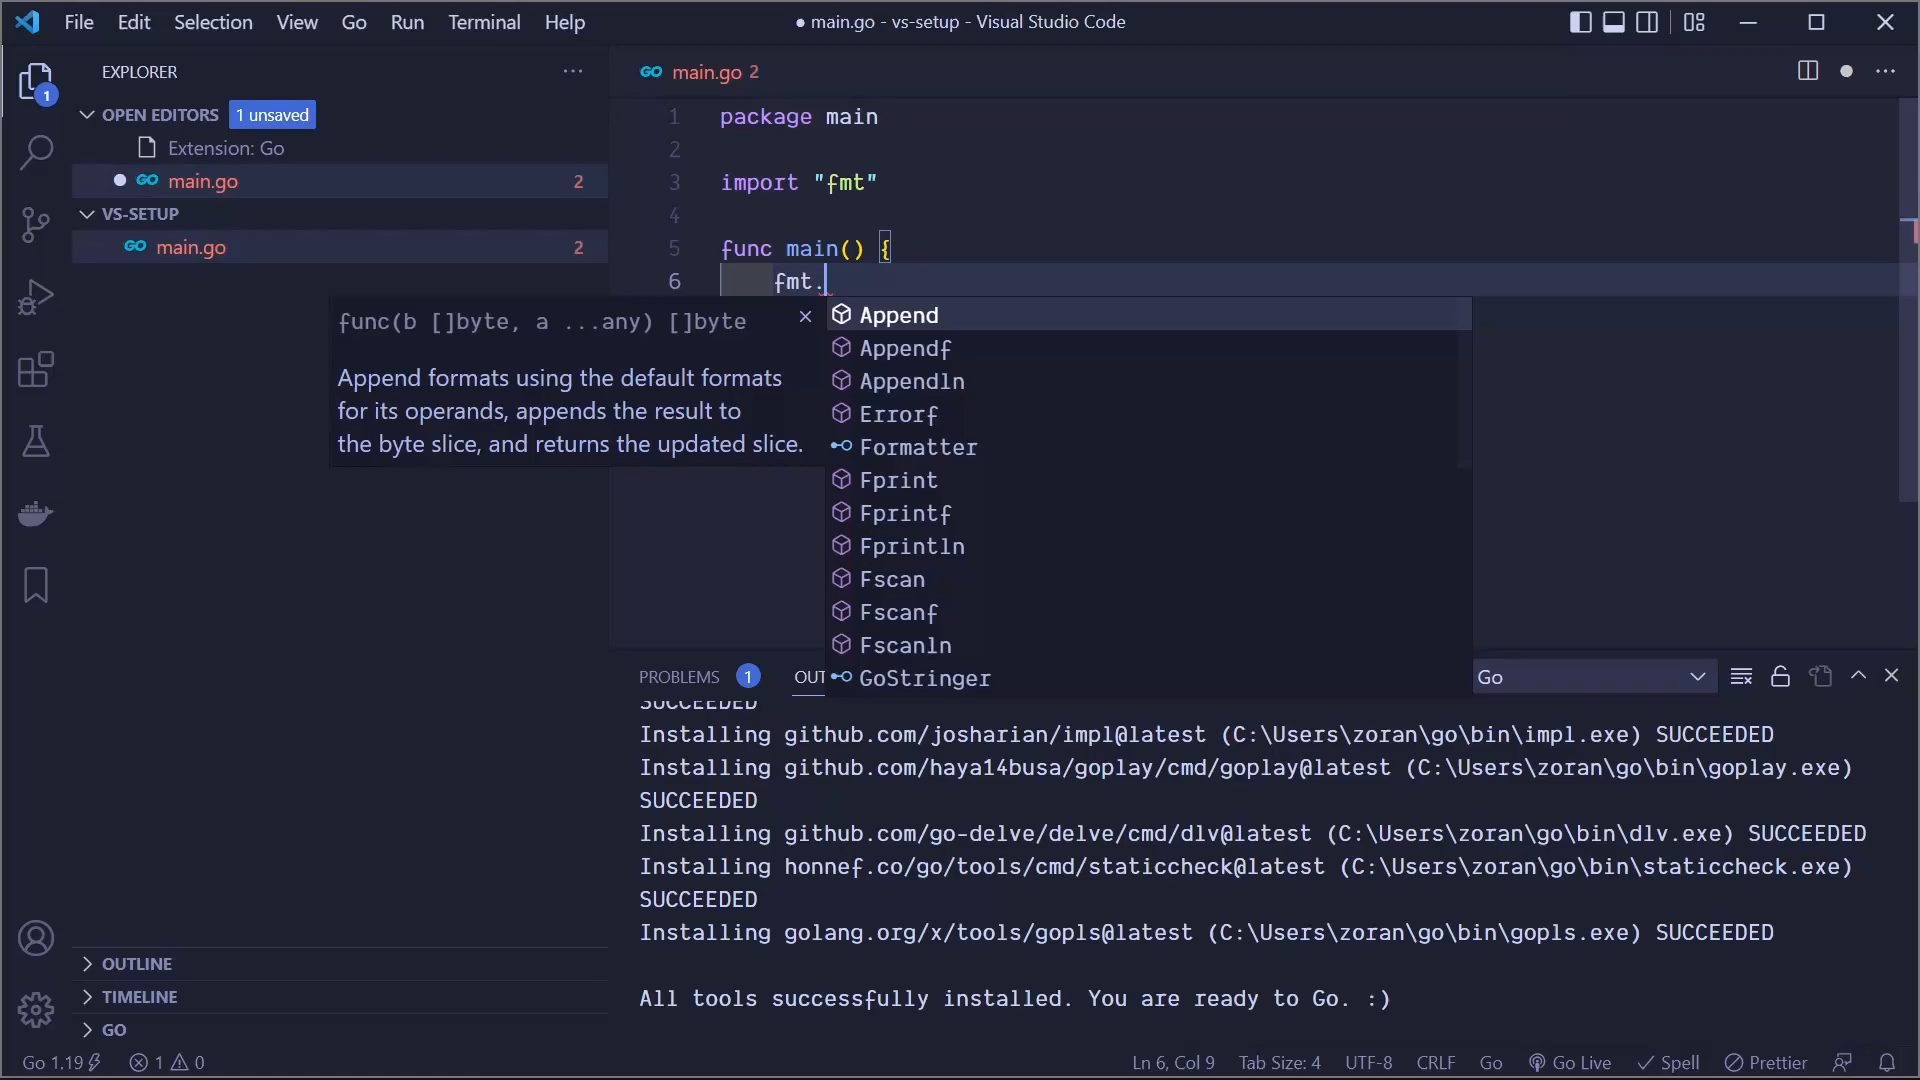 File Edit Selection View Go Run Terminal Help
● main.go - vs-setup - Visual Studio Code
EXPLORER
1
OPEN EDITORS 1 unsaved
Extension: Go
GO main.go 2
VS-SETUP
GO main.go 2
OUTLINE
TIMELINE
GO
GO main.go 2
1 package main
2
3 import "fmt"
4
5 func main() {
6 fmt.
func(b []byte, a ...any) []byte
Append formats using the default formats
for its operands, appends the result to
the byte slice, and returns the updated slice.
Append
Appendf
Appendln
Errorf
Formatter
Fprint
Fprintf
Fprintln
Fscan
Fscanf
Fscanln
GoStringer
PROBLEMS 1 OUT Go
SUCCEEDED
Installing github.com/josharian/impl@latest (C:\Users\zoran\go\bin\impl.exe) SUCCEEDED
Installing github.com/haya14busa/goplay/cmd/goplay@latest (C:\Users\zoran\go\bin\goplay.exe)
SUCCEEDED
Installing github.com/go-delve/delve/cmd/dlv@latest (C:\Users\zoran\go\bin\dlv.exe) SUCCEEDED
Installing honnef.co/go/tools/cmd/staticcheck@latest (C:\Users\zoran\go\bin\staticcheck.exe)
SUCCEEDED
Installing golang.org/x/tools/gopls@latest (C:\Users\zoran\go\bin\gopls.exe) SUCCEEDED
All tools successfully installed. You are ready to Go. :)
Go 1.19 1 0 Ln 6, Col 9 Tab Size: 4 UTF-8 CRLF Go Go Live Spell Prettier